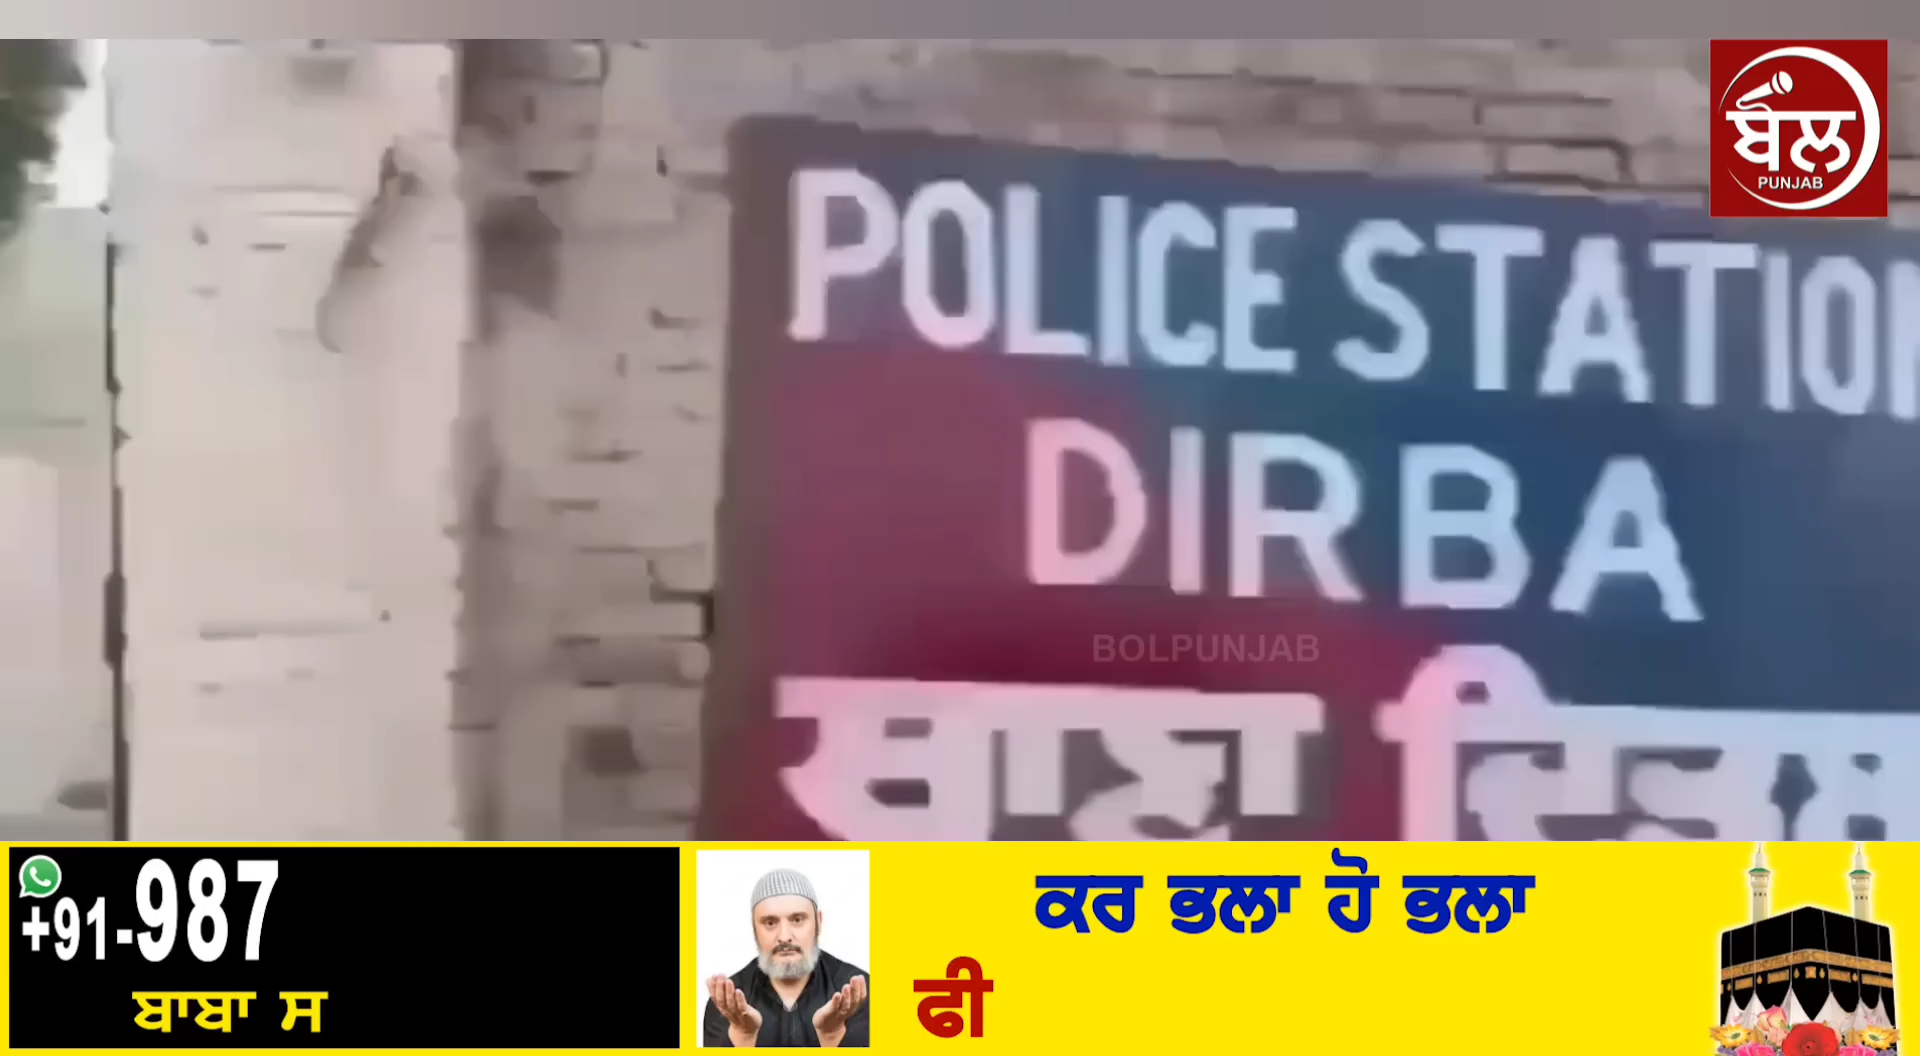 ਬੋਲ
PUNJAB
POLICE STATION
DIRBA
BOLPUNJAB
ਥਾਣਾ
+91-987
ਬਾਬਾ ਸ
ਕਰ ਭਲਾ ਹੋ ਭਲਾ
ਫੀ